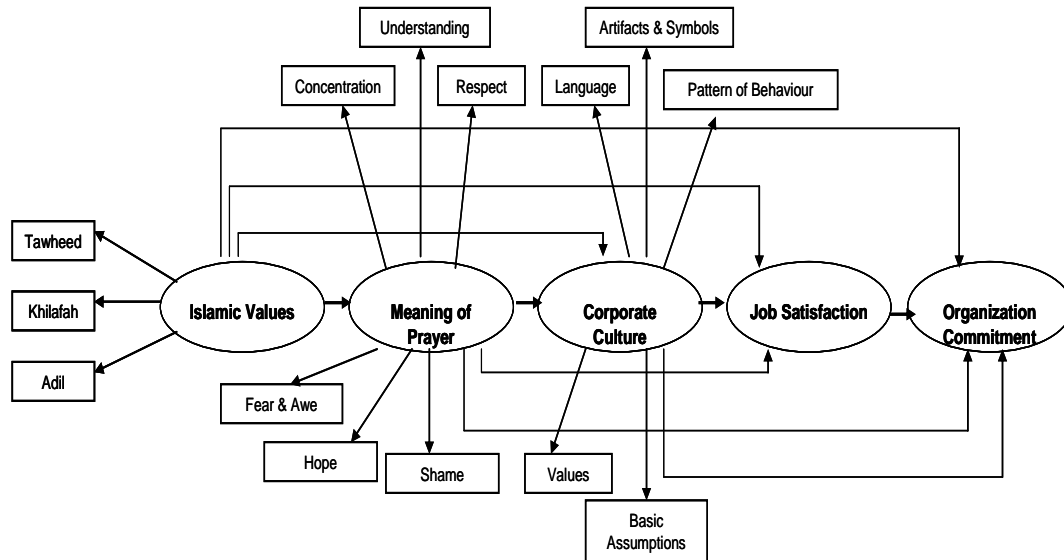 Understanding
Artifacts & Symbols
Concentration
Respect
Language
Pattern of Behaviour
Tawheed
Khilafah
Adil
Islamic Values
Meaning of
Prayer
Corporate
Culture
Job Satisfaction
Organization
Commitment
Fear & Awe
Hope
Shame
Values
Basic
Assumptions